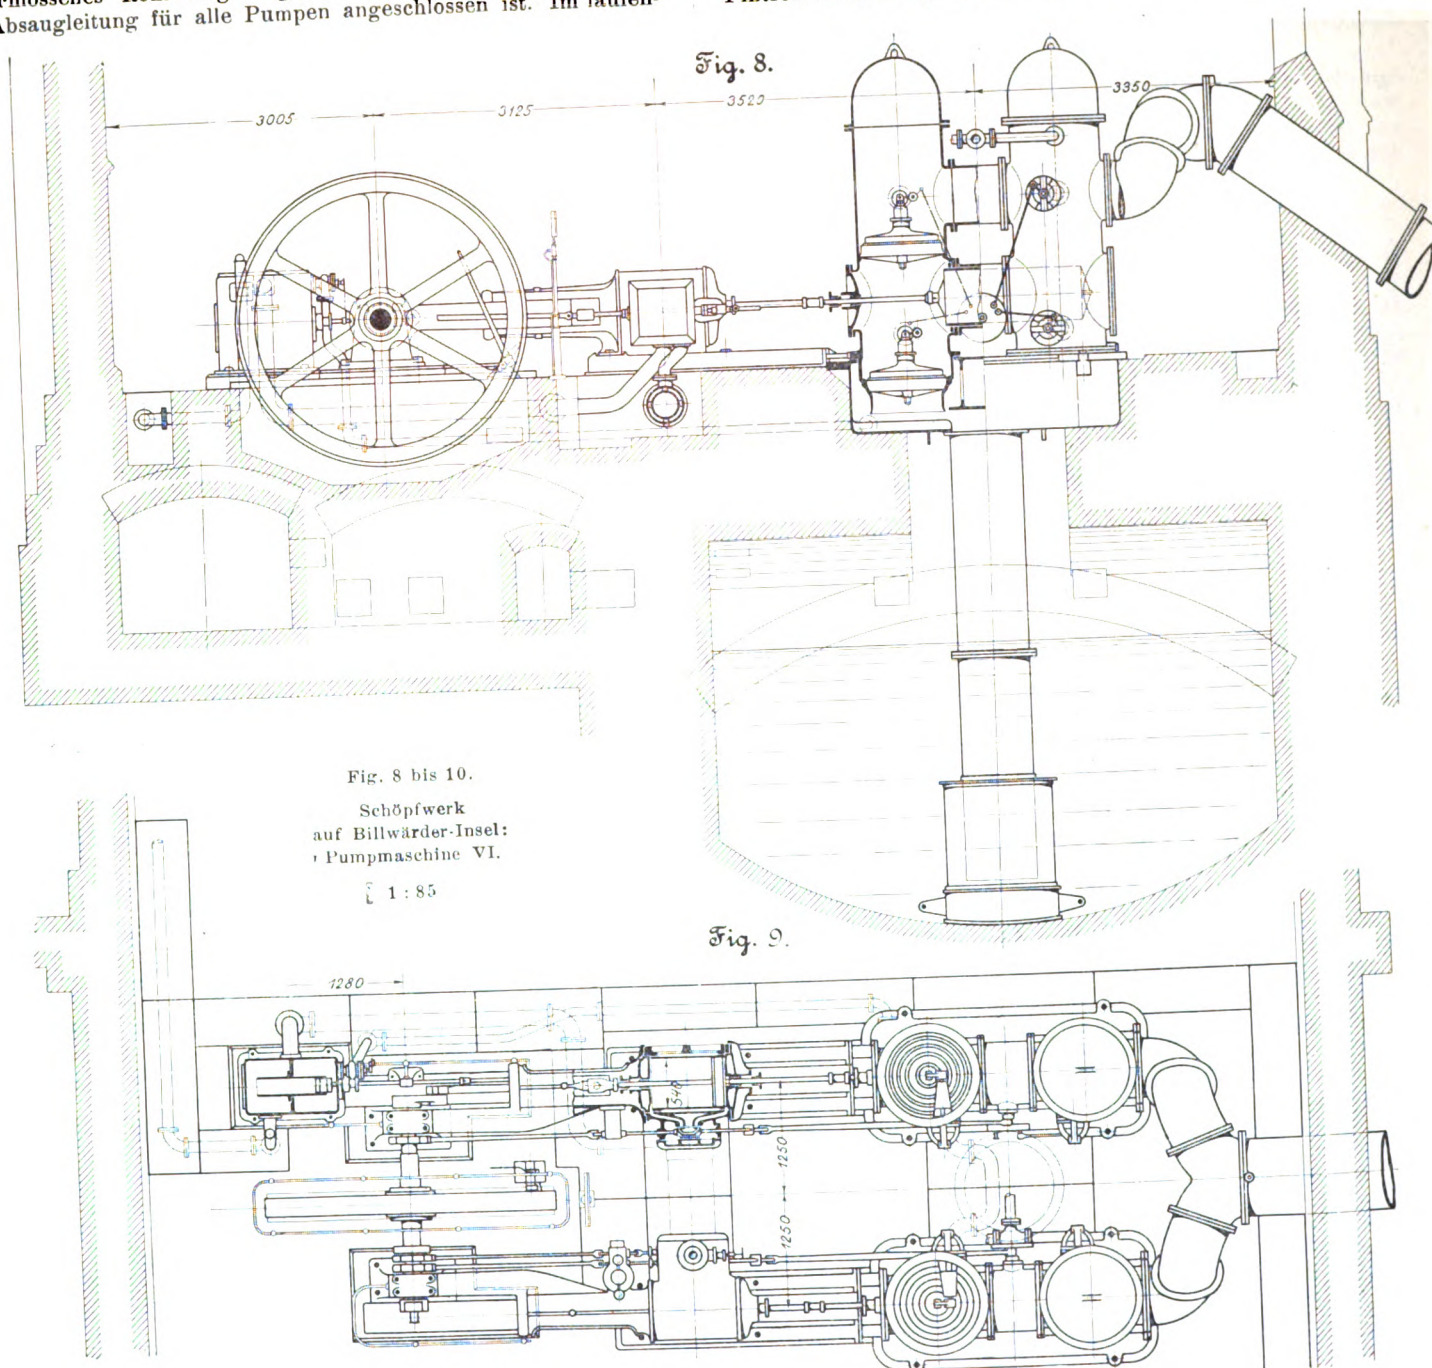 Absaugleitung für alle Pumpen angeschlossen ist. Im laufen-
Fig. 8.
3005
3125
3520
3350
Fig. 8 bis 10.
Schöpfwerk
auf Billwärder-Insel:
Pumpmaschine VI.
1 : 85
Fig. 9.
1280
540
1250
1250